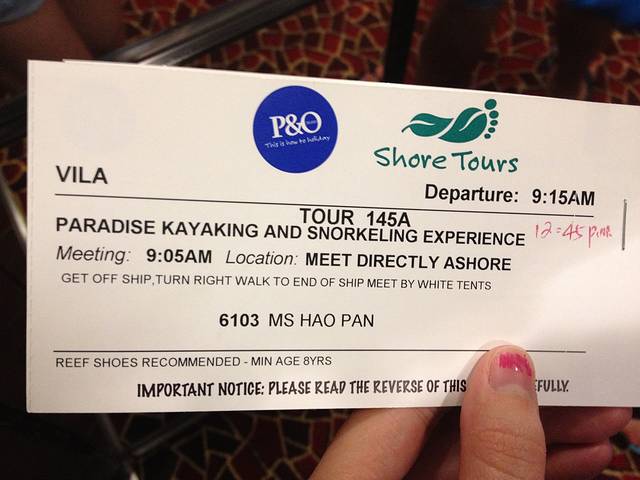 P&O
This is how to holiday
Shore Tours
VILA
Departure: 9:15AM
TOUR 145A
PARADISE KAYAKING AND SNORKELING EXPERIENCE
12:45 p.m.
Meeting: 9:05AM Location: MEET DIRECTLY ASHORE
GET OFF SHIP,TURN RIGHT WALK TO END OF SHIP MEET BY WHITE TENTS
6103 MS HAO PAN
REEF SHOES RECOMMENDED - MIN AGE 8YRS
IMPORTANT NOTICE: PLEASE READ THE REVERSE OF THIS EFULLY.